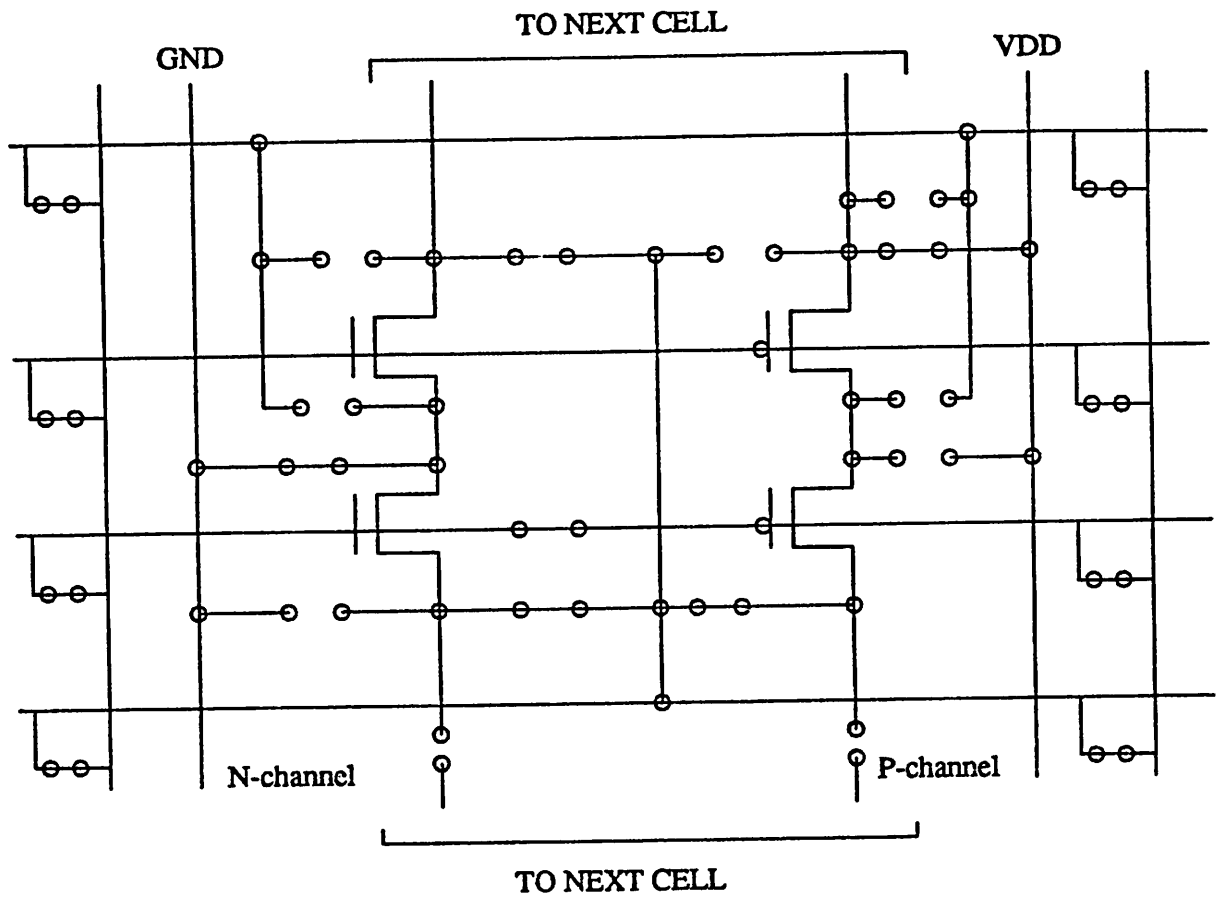 TO NEXT CELL
GND
VDD
N-channel
P-channel
TO NEXT CELL